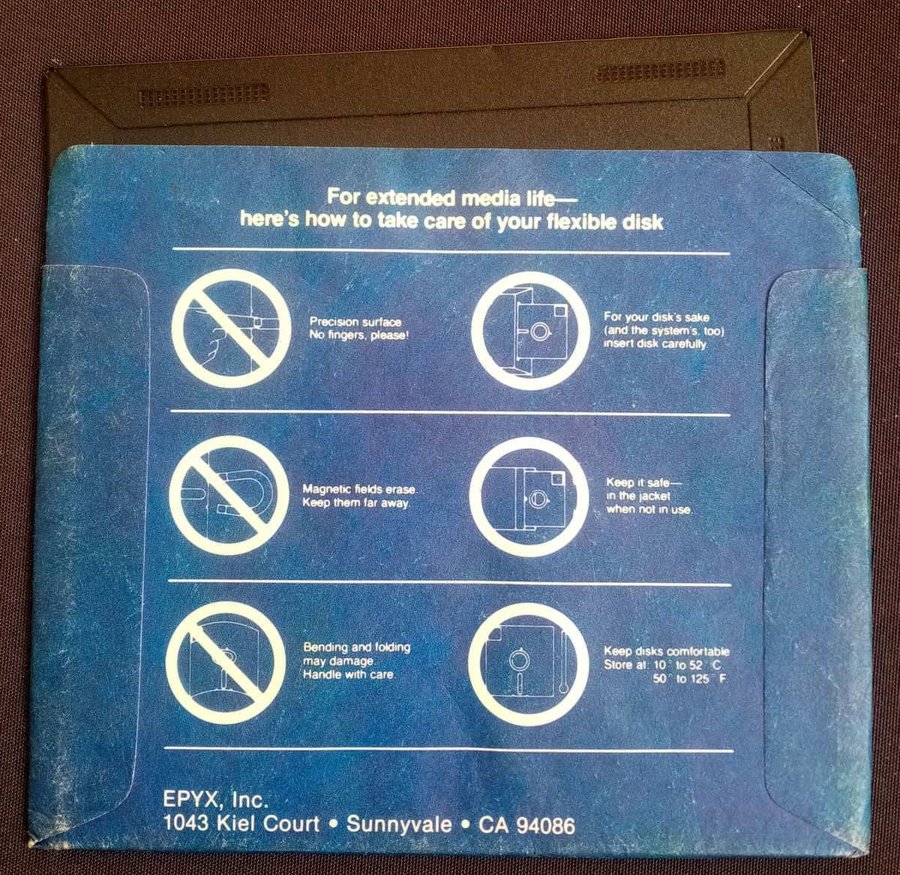 For extended media life—
here's how to take care of your flexible disk
Precision surface
No fingers, please!
For your disk's sake
(and the system's, too)
insert disk carefully.
Magnetic fields erase.
Keep them far away.
Keep it safe—
in the jacket
when not in use.
Bending and folding
may damage.
Handle with care.
Keep disks comfortable
Store at: 10° to 52° C
50° to 125° F
EPYX, Inc.
1043 Kiel Court • Sunnyvale • CA 94086